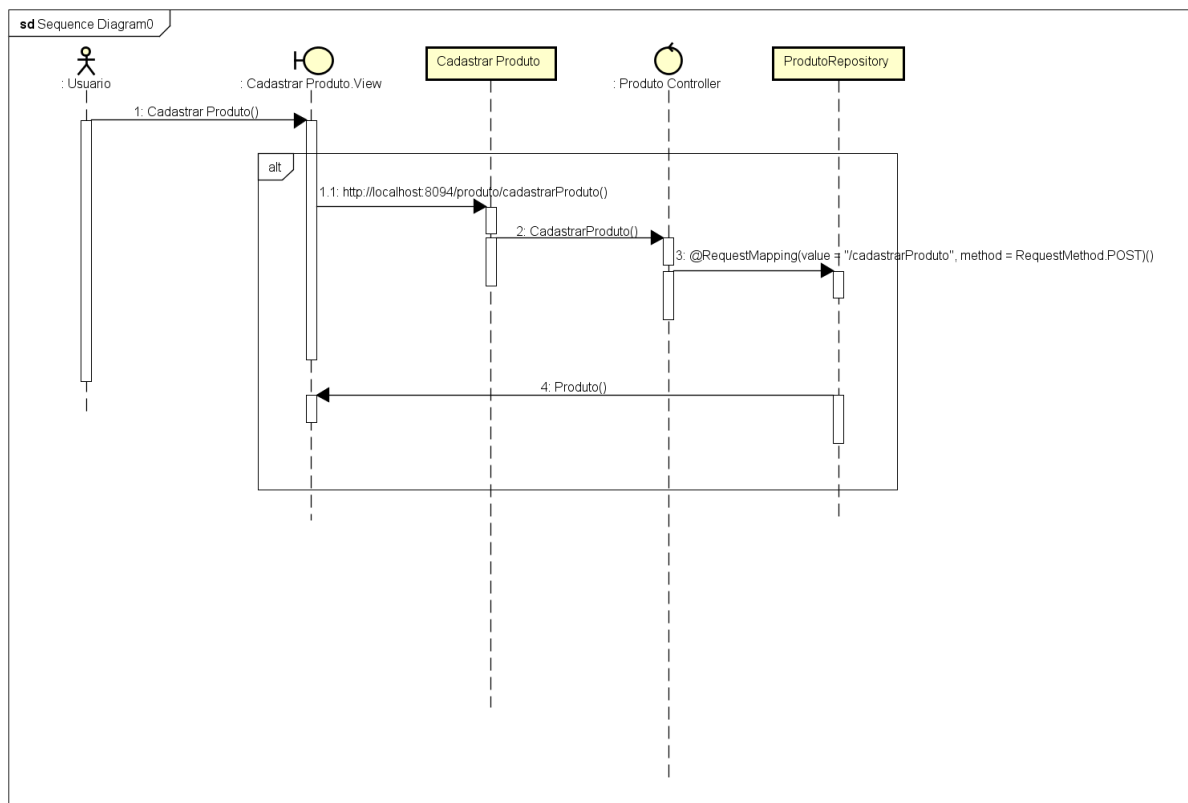 sd Sequence Diagram0
: Usuario
: Cadastrar Produto.View
Cadastrar Produto
: Produto Controller
ProdutoRepository
1: Cadastrar Produto()
alt
1.1: http://localhost:8094/produto/cadastrarProduto()
2: CadastrarProduto()
3: @RequestMapping(value = "/cadastrarProduto", method = RequestMethod.POST)()
4: Produto()